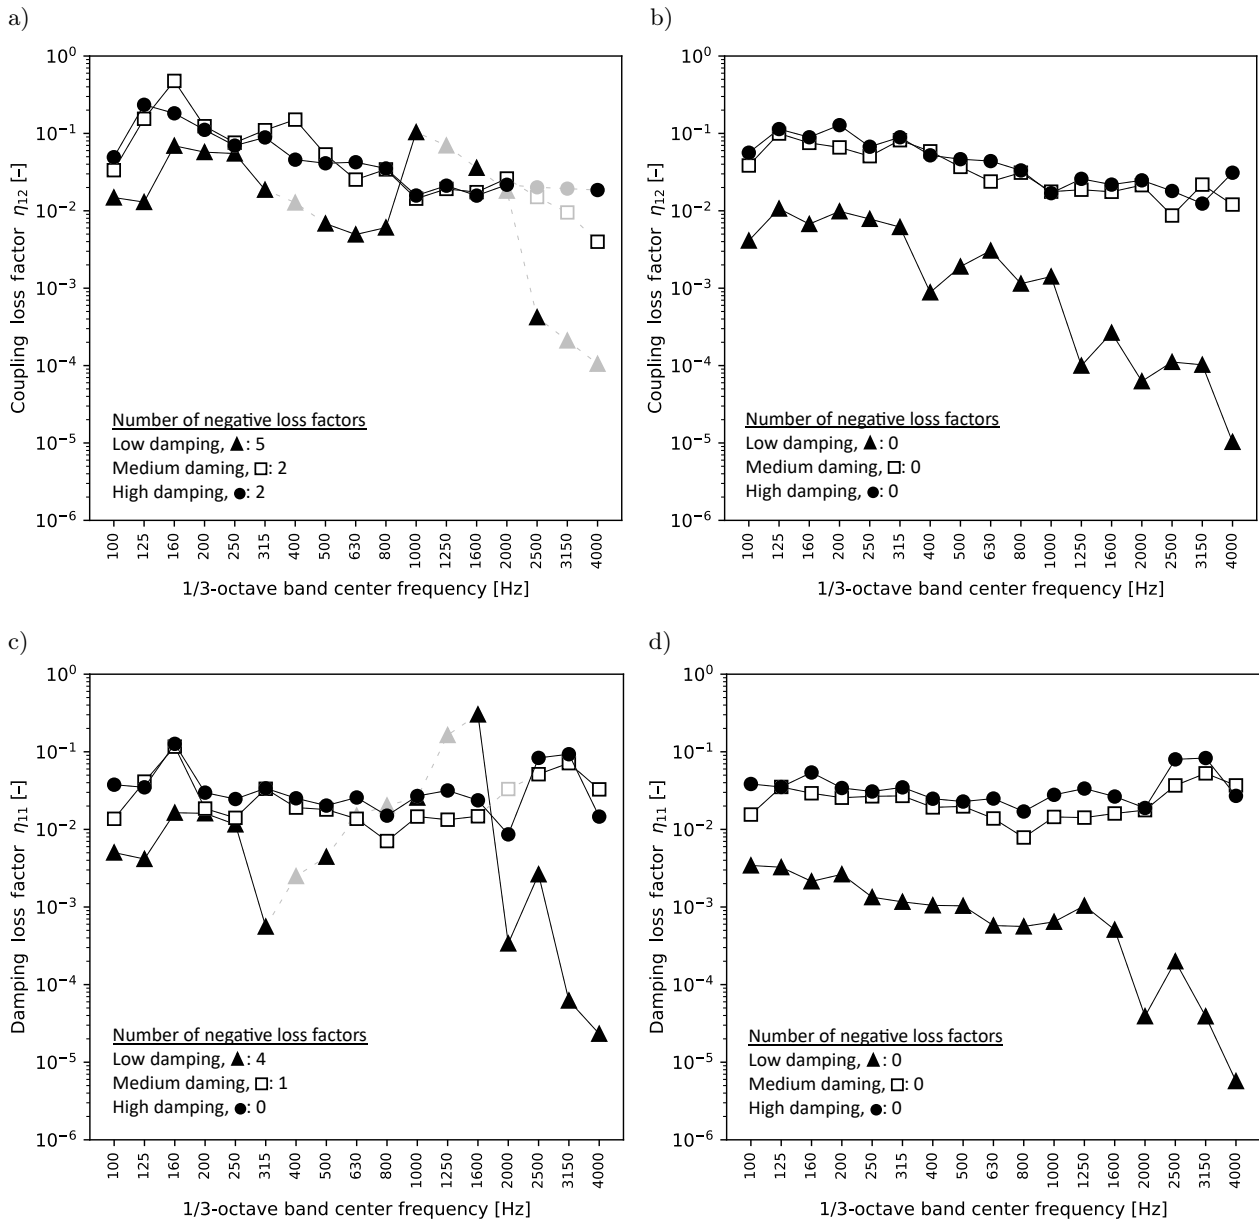 a)
10^0
10^-1
10^-2
10^-3
10^-4
10^-5
10^-6
Coupling loss factor η12 [–]
Number of negative loss factors
Low damping, ▲: 5
Medium daming, □: 2
High damping, ●: 2
100 125 160 200 250 315 400 500 630 800 1000 1250 1600 2000 2500 3150 4000
1/3-octave band center frequency [Hz]
b)
10^0
10^-1
10^-2
10^-3
10^-4
10^-5
10^-6
Coupling loss factor η12 [–]
Number of negative loss factors
Low damping, ▲: 0
Medium daming, □: 0
High damping, ●: 0
100 125 160 200 250 315 400 500 630 800 1000 1250 1600 2000 2500 3150 4000
1/3-octave band center frequency [Hz]
c)
10^0
10^-1
10^-2
10^-3
10^-4
10^-5
10^-6
Damping loss factor η11 [–]
Number of negative loss factors
Low damping, ▲: 4
Medium daming, □: 1
High damping, ●: 0
100 125 160 200 250 315 400 500 630 800 1000 1250 1600 2000 2500 3150 4000
1/3-octave band center frequency [Hz]
d)
10^0
10^-1
10^-2
10^-3
10^-4
10^-5
10^-6
Damping loss factor η11 [–]
Number of negative loss factors
Low damping, ▲: 0
Medium daming, □: 0
High damping, ●: 0
100 125 160 200 250 315 400 500 630 800 1000 1250 1600 2000 2500 3150 4000
1/3-octave band center frequency [Hz]